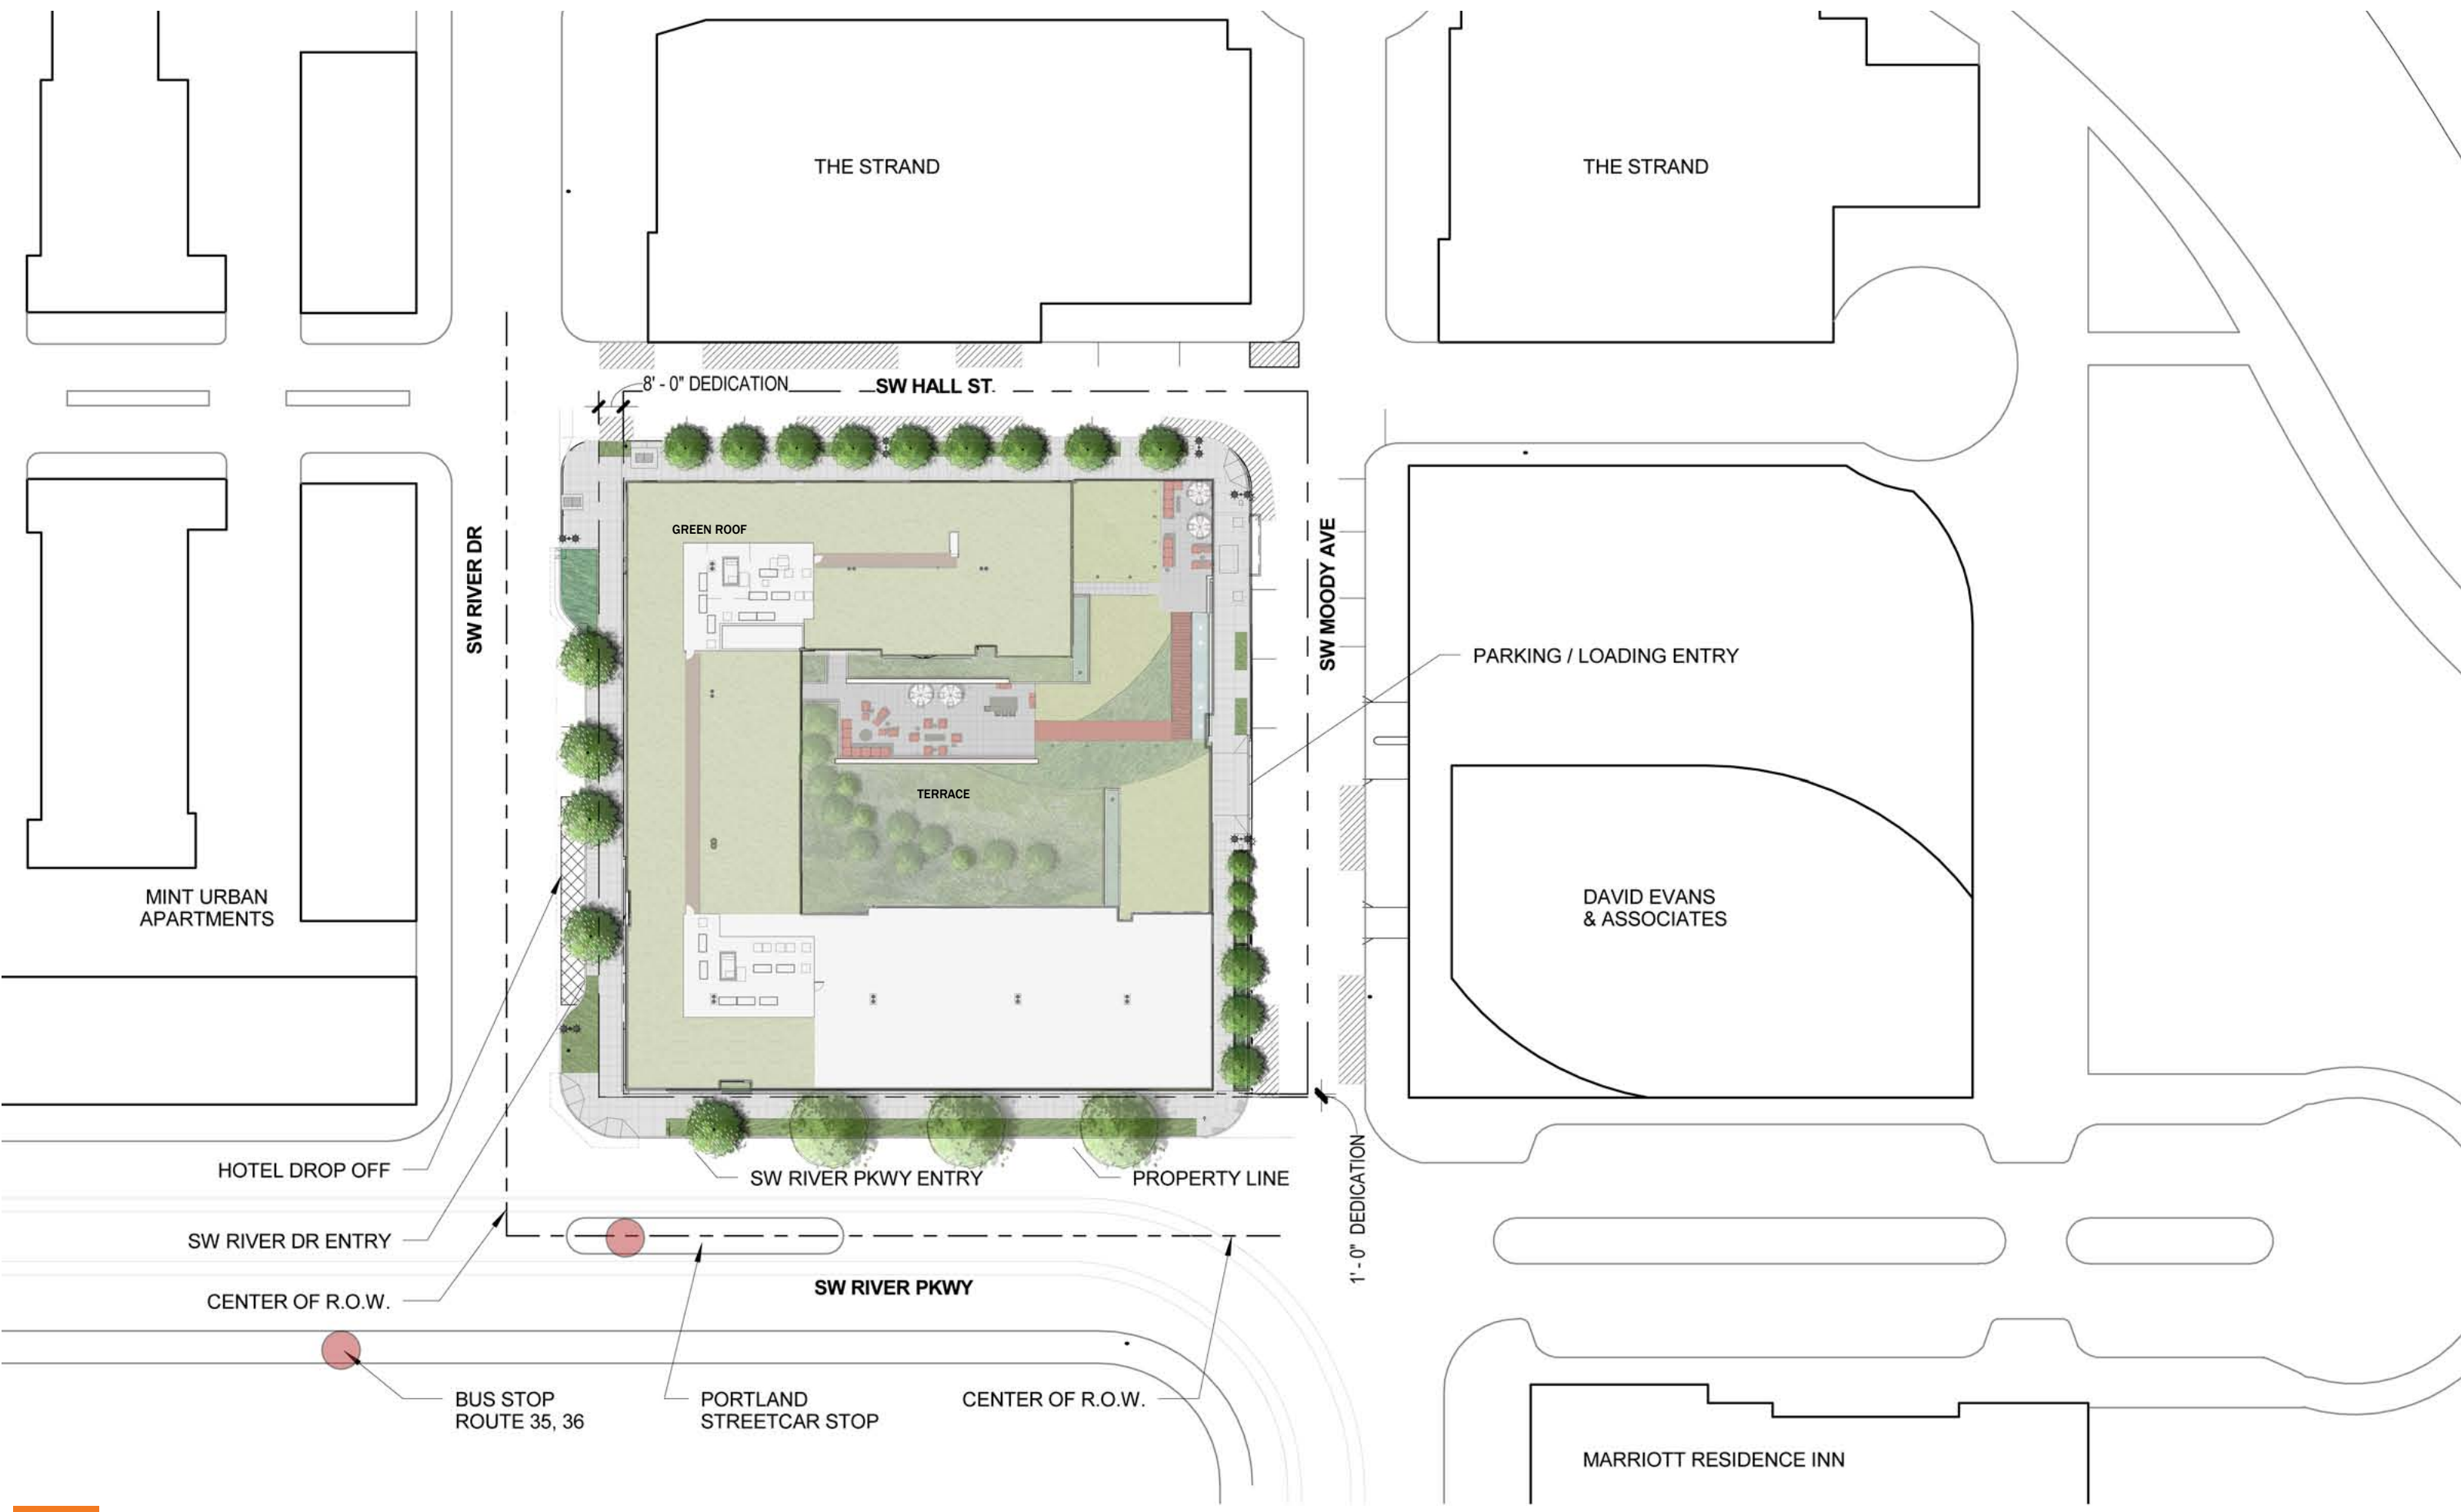 THE STRAND
THE STRAND
8' - 0" DEDICATION
SW HALL ST.
GREEN ROOF
SW RIVER DR
SW MOODY AVE
PARKING / LOADING ENTRY
TERRACE
MINT URBAN
APARTMENTS
DAVID EVANS
& ASSOCIATES
HOTEL DROP OFF
SW RIVER PKWY ENTRY
PROPERTY LINE
1' - 0" DEDICATION
SW RIVER DR ENTRY
CENTER OF R.O.W.
SW RIVER PKWY
BUS STOP
ROUTE 35, 36
PORTLAND
STREETCAR STOP
CENTER OF R.O.W.
MARRIOTT RESIDENCE INN